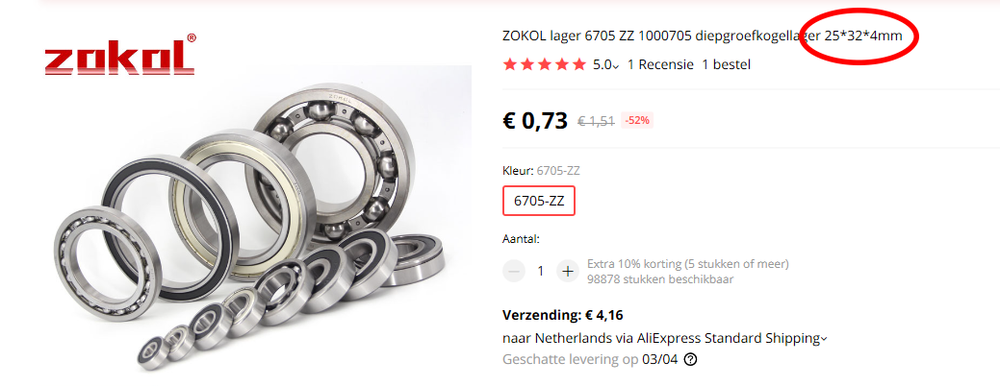 zokol®
ZOKOL lager 6705 ZZ 1000705 diepgroefkogellager 25*32*4mm
5.0 1 Recensie 1 bestel
€ 0,73 € 1,51 -52%
Kleur: 6705-ZZ
6705-ZZ
Aantal:
1
Extra 10% korting (5 stukken of meer)
98878 stukken beschikbaar
Verzending: € 4,16
naar Netherlands via AliExpress Standard Shipping
Geschatte levering op 03/04
ZOKOL